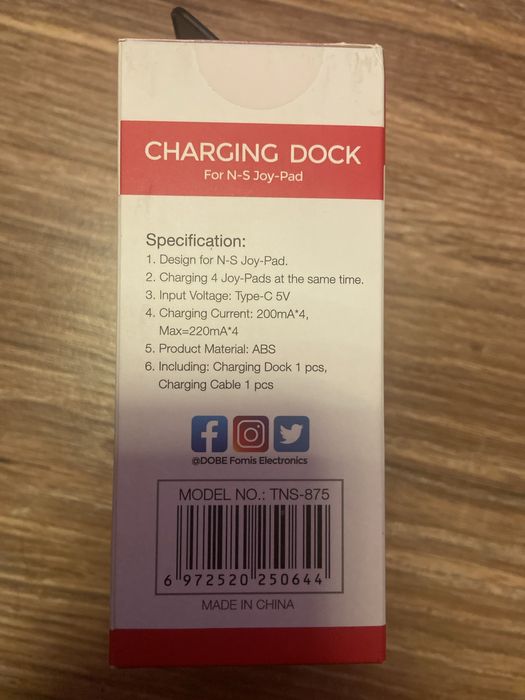 CHARGING DOCK
For N-S Joy-Pad
Specification:
1. Design for N-S Joy-Pad.
2. Charging 4 Joy-Pads at the same time.
3. Input Voltage: Type-C 5V
4. Charging Current: 200mA*4,
Max=220mA*4
5. Product Material: ABS
6. Including: Charging Dock 1 pcs,
Charging Cable 1 pcs
@DOBE Fomis Electronics
MODEL NO.: TNS-875
6 972520 250644
MADE IN CHINA